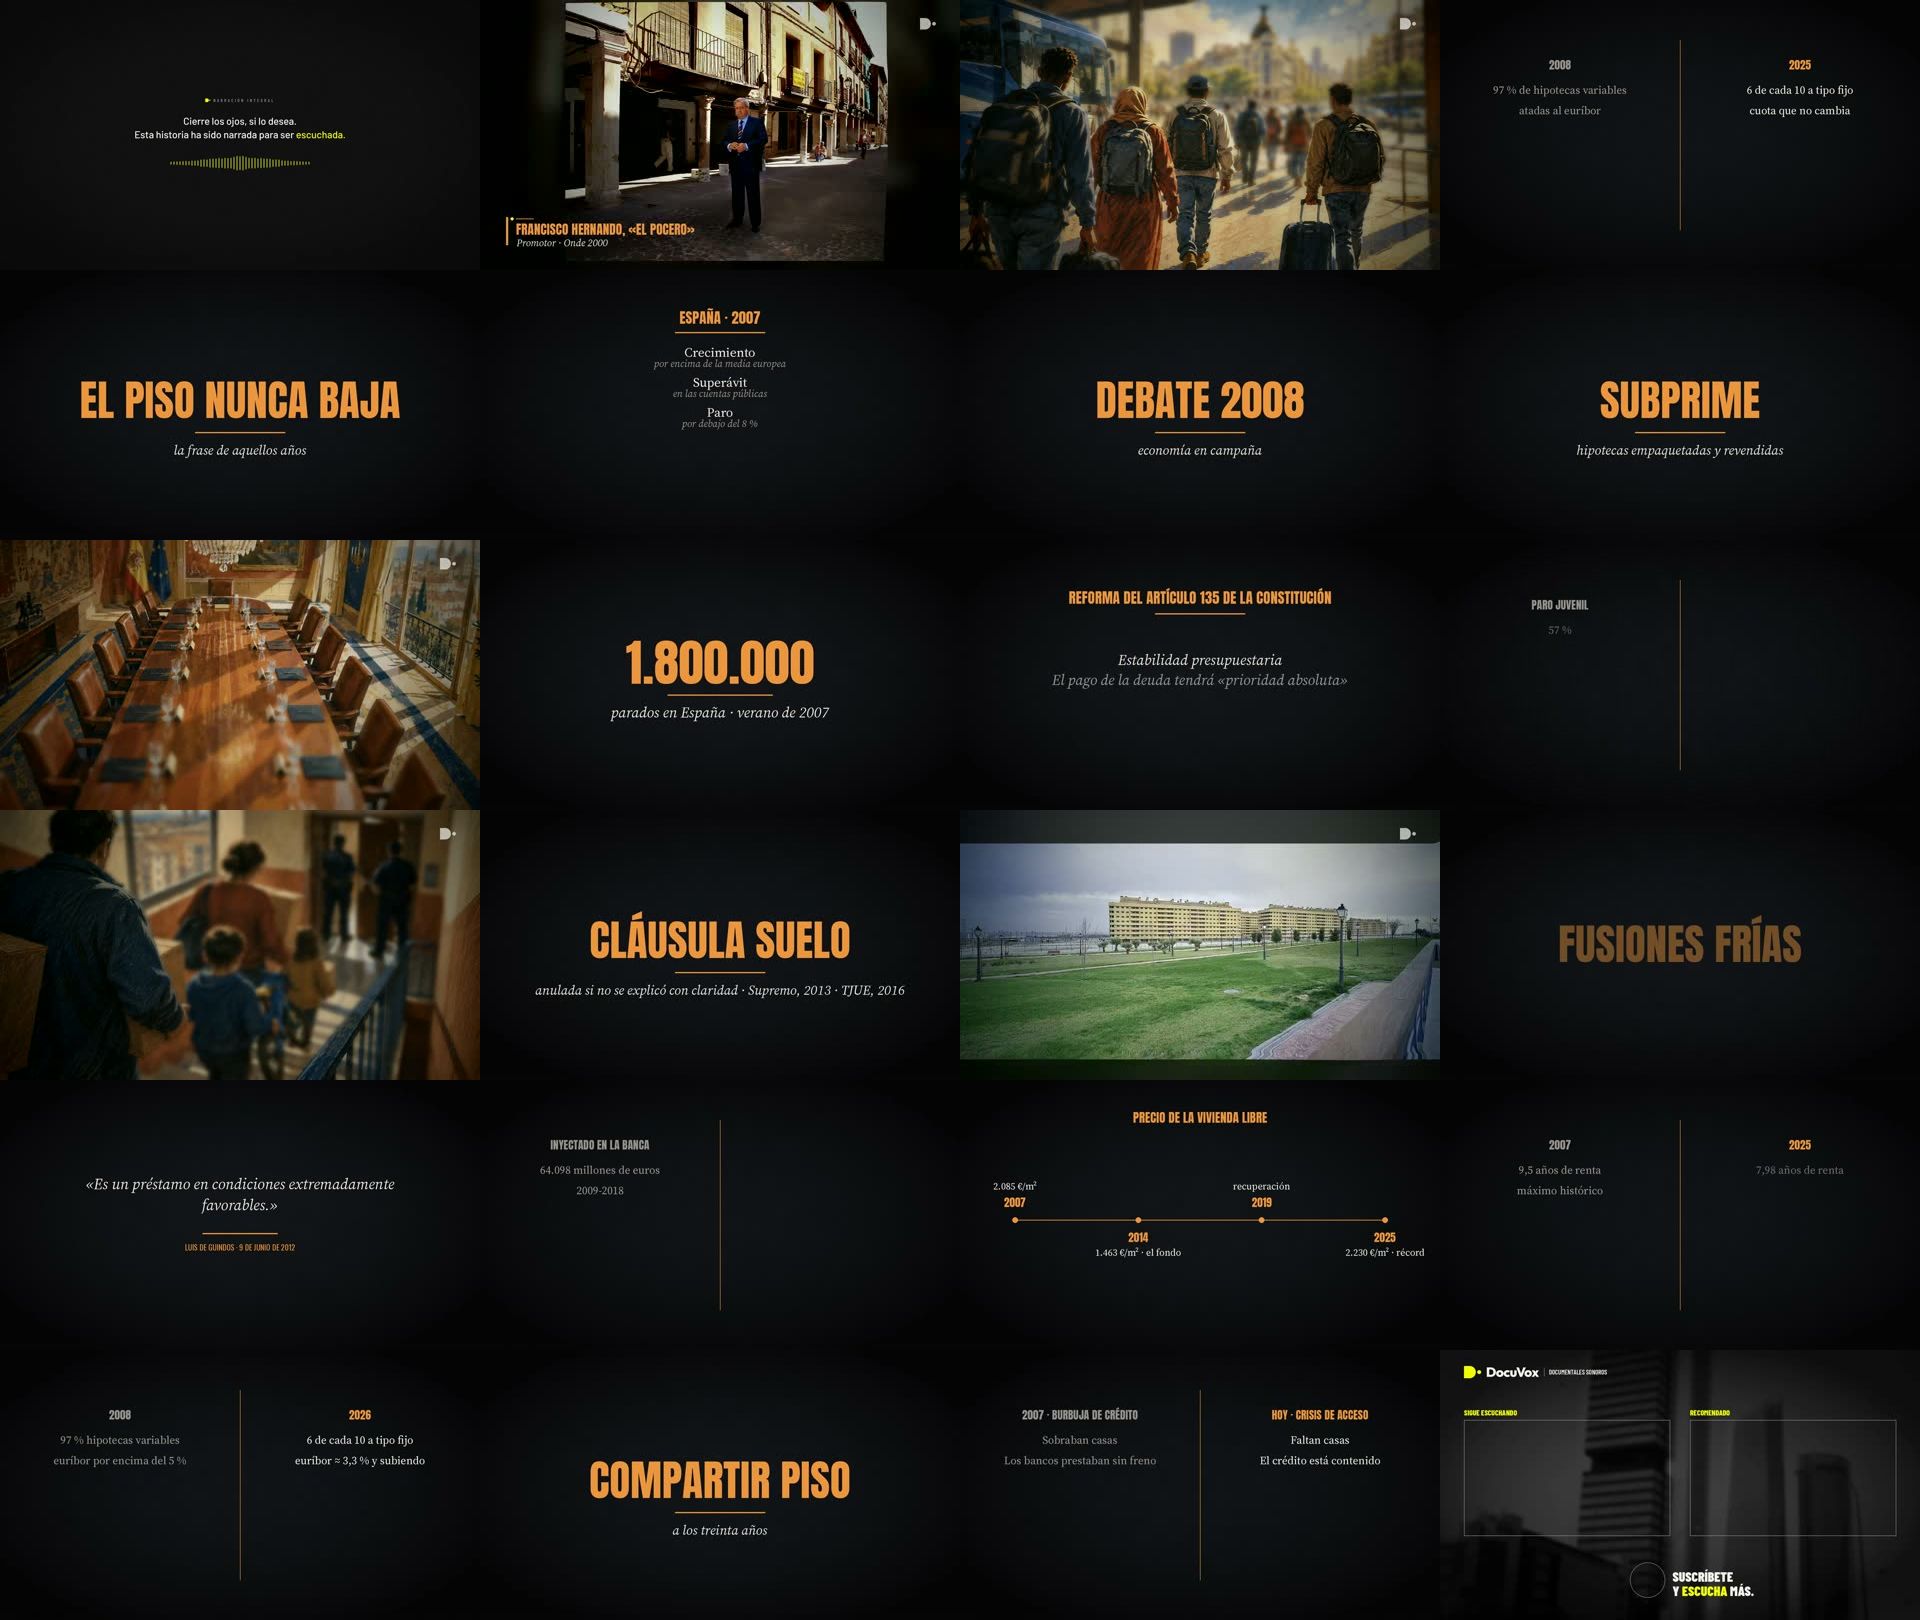 NARRACIÓN INTEGRAL
Cierre los ojos, si lo desea.
Esta historia ha sido narrada para ser escuchada.
FRANCISCO HERNANDO, «EL POCERO»
Promotor · Onde 2000
2008
97 % de hipotecas variables
atadas al euríbor
2025
6 de cada 10 a tipo fijo
cuota que no cambia
EL PISO NUNCA BAJA
la frase de aquellos años
ESPAÑA · 2007
Crecimiento
por encima de la media europea
Superávit
en las cuentas públicas
Paro
por debajo del 8 %
DEBATE 2008
economía en campaña
SUBPRIME
hipotecas empaquetadas y revendidas
1.800.000
parados en España · verano de 2007
REFORMA DEL ARTÍCULO 135 DE LA CONSTITUCIÓN
Estabilidad presupuestaria
El pago de la deuda tendrá «prioridad absoluta»
PARO JUVENIL
57 %
CLÁUSULA SUELO
anulada si no se explicó con claridad · Supremo, 2013 · TJUE, 2016
FUSIONES FRÍAS
«Es un préstamo en condiciones extremadamente
favorables.»
LUIS DE GUINDOS · 9 DE JUNIO DE 2012
INYECTADO EN LA BANCA
64.098 millones de euros
2009-2018
PRECIO DE LA VIVIENDA LIBRE
2.085 €/m²
2007
recuperación
2019
2014
1.463 €/m² · el fondo
2025
2.230 €/m² · récord
2007
9,5 años de renta
máximo histórico
2025
7,98 años de renta
2008
97 % hipotecas variables
euríbor por encima del 5 %
2026
6 de cada 10 a tipo fijo
euríbor ≈ 3,3 % y subiendo
COMPARTIR PISO
a los treinta años
2007 · BURBUJA DE CRÉDITO
Sobraban casas
Los bancos prestaban sin freno
HOY · CRISIS DE ACCESO
Faltan casas
El crédito está contenido
DocuVox | DOCUMENTALES SONOROS
SIGUE ESCUCHANDO
RECOMENDADO
SUSCRÍBETE
Y ESCUCHA MÁS.